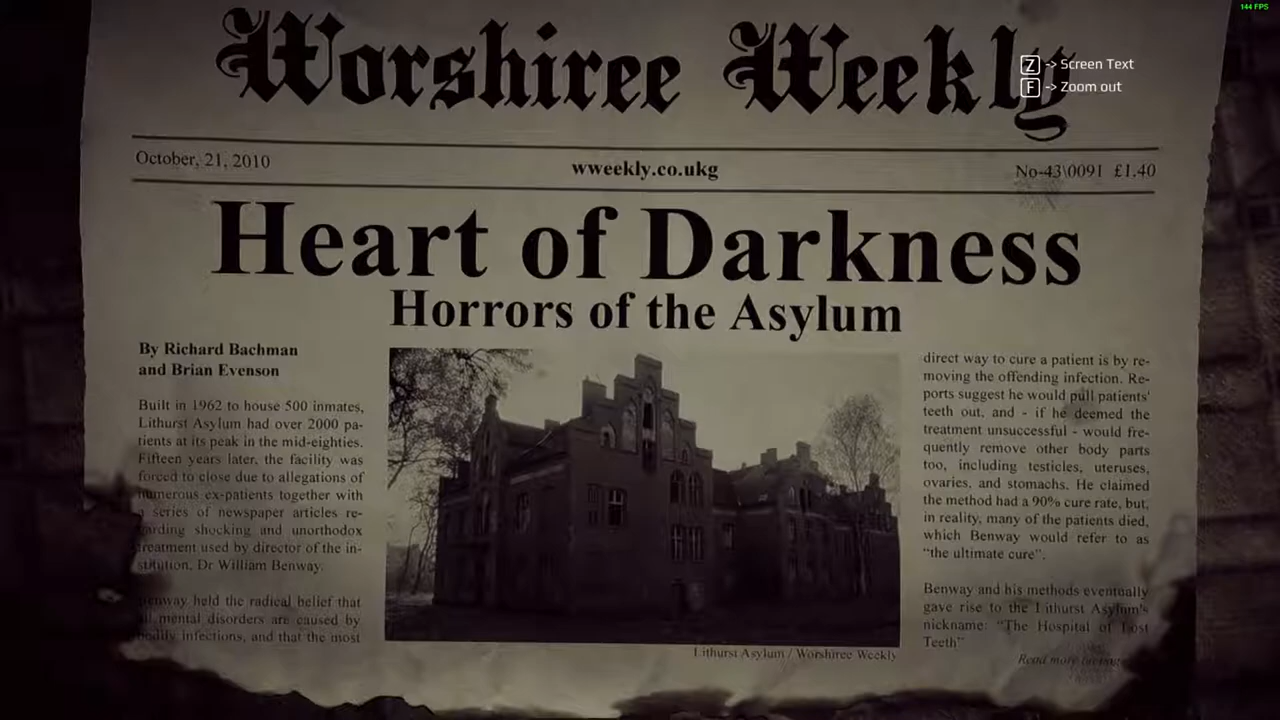 144 FPS
Worshiree Weekly
Z -> Screen Text
F -> Zoom out
October, 21, 2010
wweekly.co.ukg
No-43\0091 £1.40
Heart of Darkness
Horrors of the Asylum
By Richard Bachman
and Brian Evenson
Built in 1962 to house 500 inmates,
Lithurst Asylum had over 2000 pa-
tients at its peak in the mid-eighties.
Fifteen years later, the facility was
forced to close due to allegations of
numerous ex-patients together with
a series of newspaper articles re-
garding shocking and unorthodox
treatment used by director of the in-
stitution, Dr William Benway.
Benway held the radical belief that
all mental disorders are caused by
bodily infections, and that the most
direct way to cure a patient is by re-
moving the offending infection. Re-
ports suggest he would pull patients'
teeth out, and - if he deemed the
treatment unsuccessful - would fre-
quently remove other body parts
too, including testicles, uteruses,
ovaries, and stomachs. He claimed
the method had a 90% cure rate, but,
in reality, many of the patients died,
which Benway would refer to as
“the ultimate cure”.
Benway and his methods eventually
gave rise to the Lithurst Asylum's
nickname: “The Hospital of Lost
Teeth”
Read more
Lithurst Asylum / Worshiree Weekly